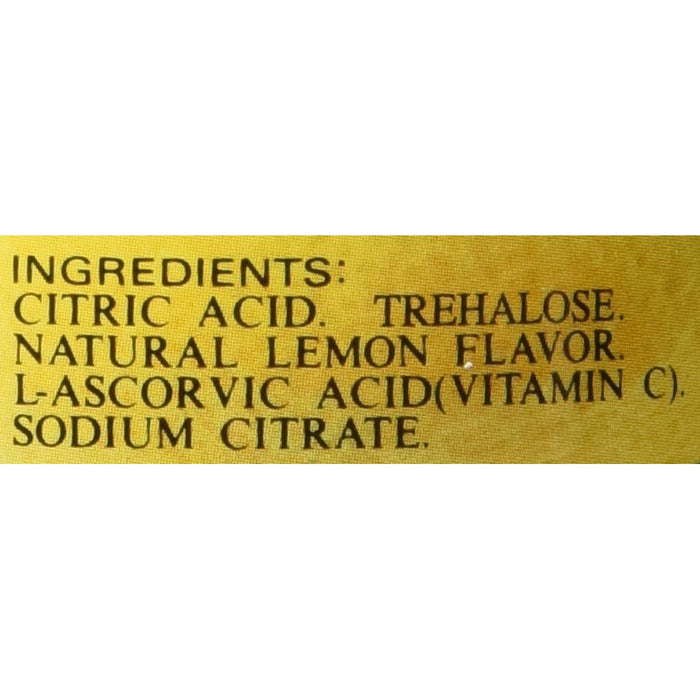 INGREDIENTS:
CITRIC ACID. TREHALOSE.
NATURAL LEMON FLAVOR.
L-ASCORVIC ACID(VITAMIN C).
SODIUM CITRATE.